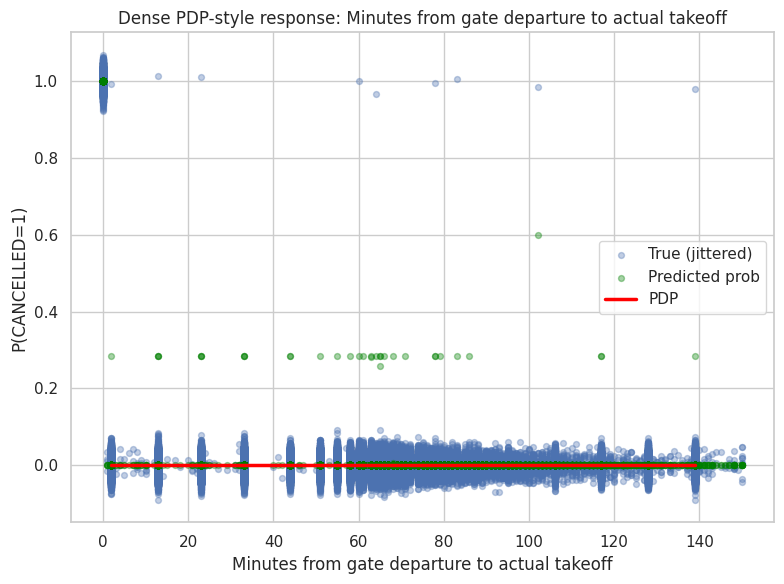 Dense PDP-style response: Minutes from gate departure to actual takeoff
P(CANCELLED=1)
1.0
0.8
0.6
0.4
0.2
0.0
True (jittered)
Predicted prob
PDP
0 20 40 60 80 100 120 140
Minutes from gate departure to actual takeoff